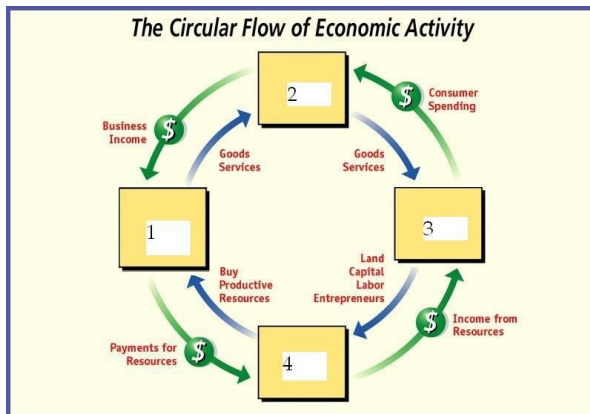 The Circular Flow of Economic Activity
2
$
Consumer
Spending
Business
Income
$
Goods
Services
Goods
Services
1
3
Buy
Productive
Resources
Land
Capital
Labor
Entrepreneurs
Payments for
Resources
$
4
$
Income from
Resources